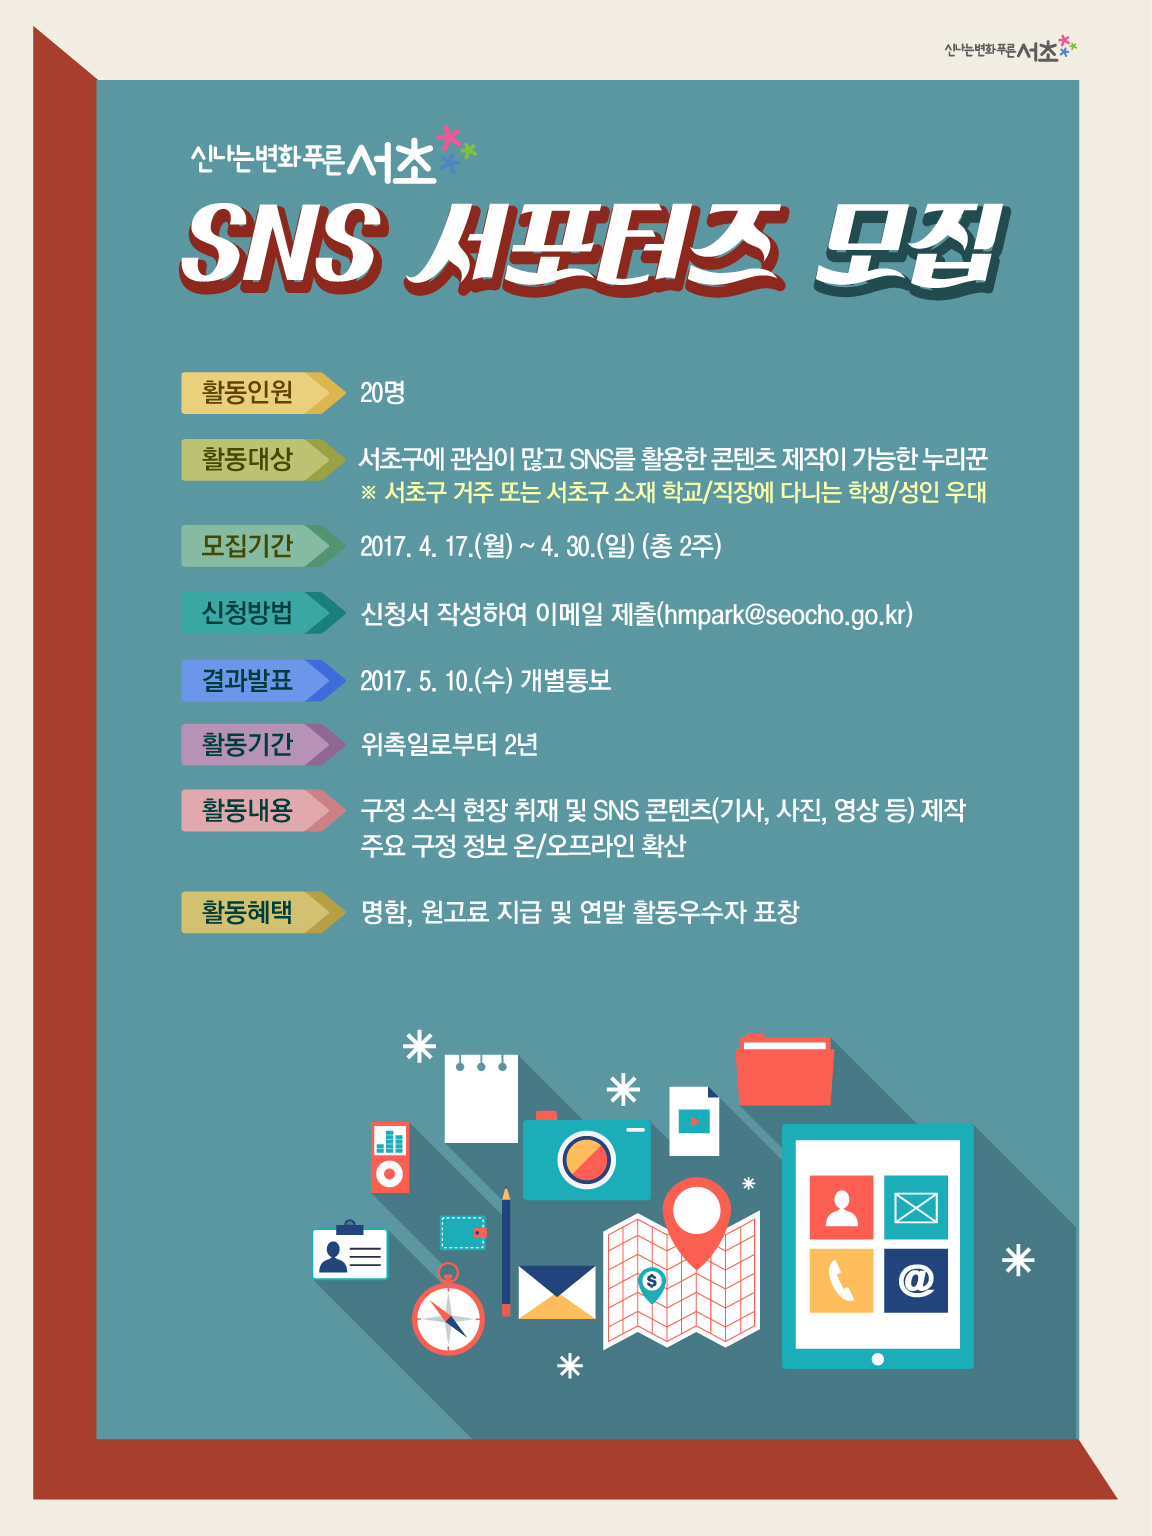 신나는변화 푸른 서초
신나는변화 푸른 서초
SNS 서포터즈 모집
활동인원 20명
활동대상 서초구에 관심이 많고 SNS를 활용한 콘텐츠 제작이 가능한 누리꾼
※ 서초구 거주 또는 서초구 소재 학교/직장에 다니는 학생/성인 우대
모집기간 2017. 4. 17.(월) ~ 4. 30.(일) (총 2주)
신청방법 신청서 작성하여 이메일 제출(hmpark@seocho.go.kr)
결과발표 2017. 5. 10.(수) 개별통보
활동기간 위촉일로부터 2년
활동내용 구정 소식 현장 취재 및 SNS 콘텐츠(기사, 사진, 영상 등) 제작
주요 구정 정보 온/오프라인 확산
활동혜택 명함, 원고료 지급 및 연말 활동우수자 표창
$
@